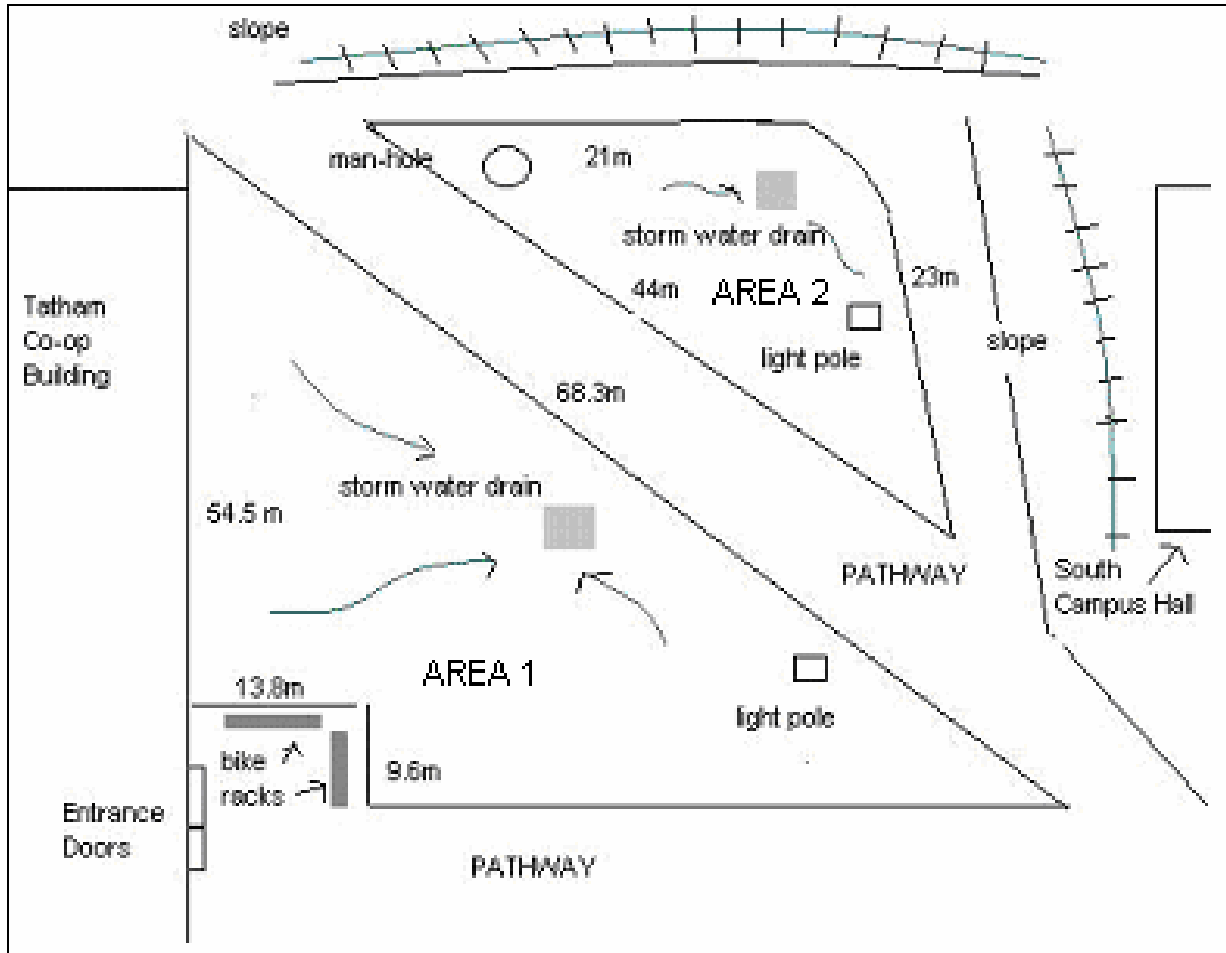 slope
man-hole
21m
storm water drain
44m
AREA 2
23m
Tatham
Co-op
Building
light pole
slope
68.3m
storm water drain
54.5 m
PATHWAY
South
Campus Hall
AREA 1
13.8m
light pole
bike
racks
9.6m
Entrance
Doors
PATHWAY